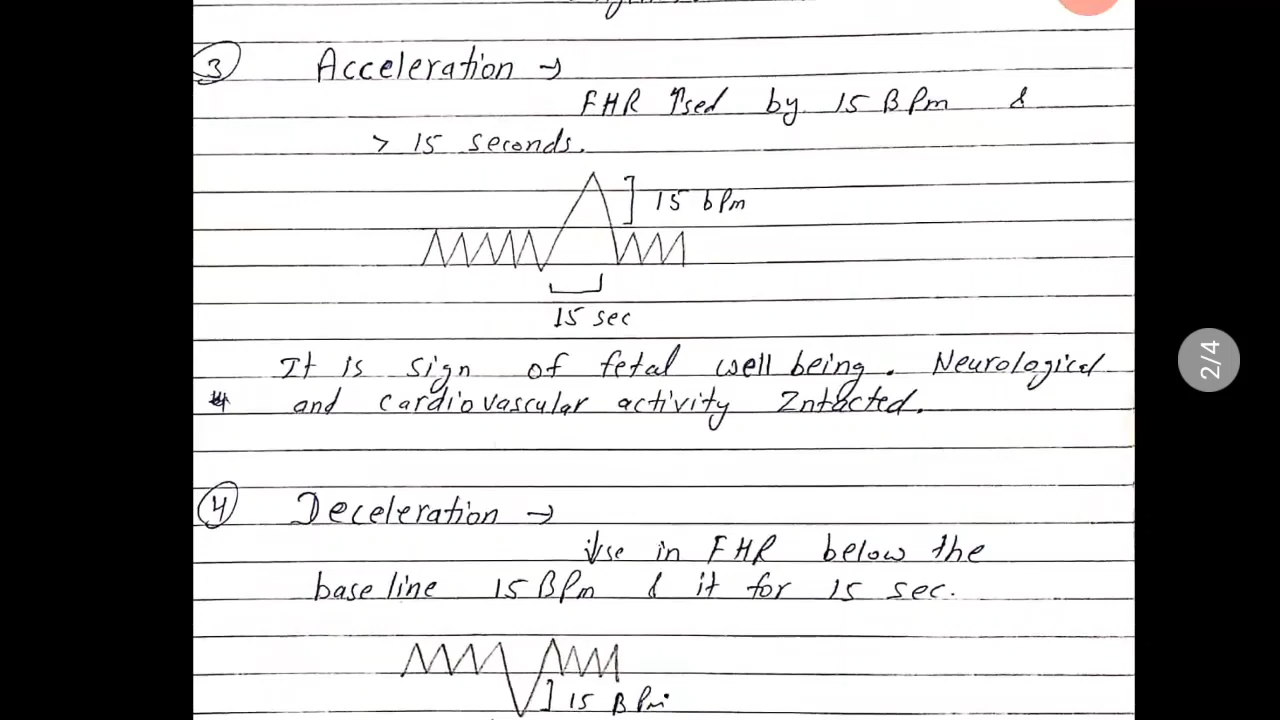 ③ Acceleration →
FHR ↑sed by 15 BPm &
> 15 seconds.
] 15 bPm
15 sec
It is sign of fetal well being. Neurological
and cardiovascular activity Intacted.
④ Deceleration →
↓se in FHR below the
base line 15 BPm & it for 15 sec.
] 15 BPm
2/4